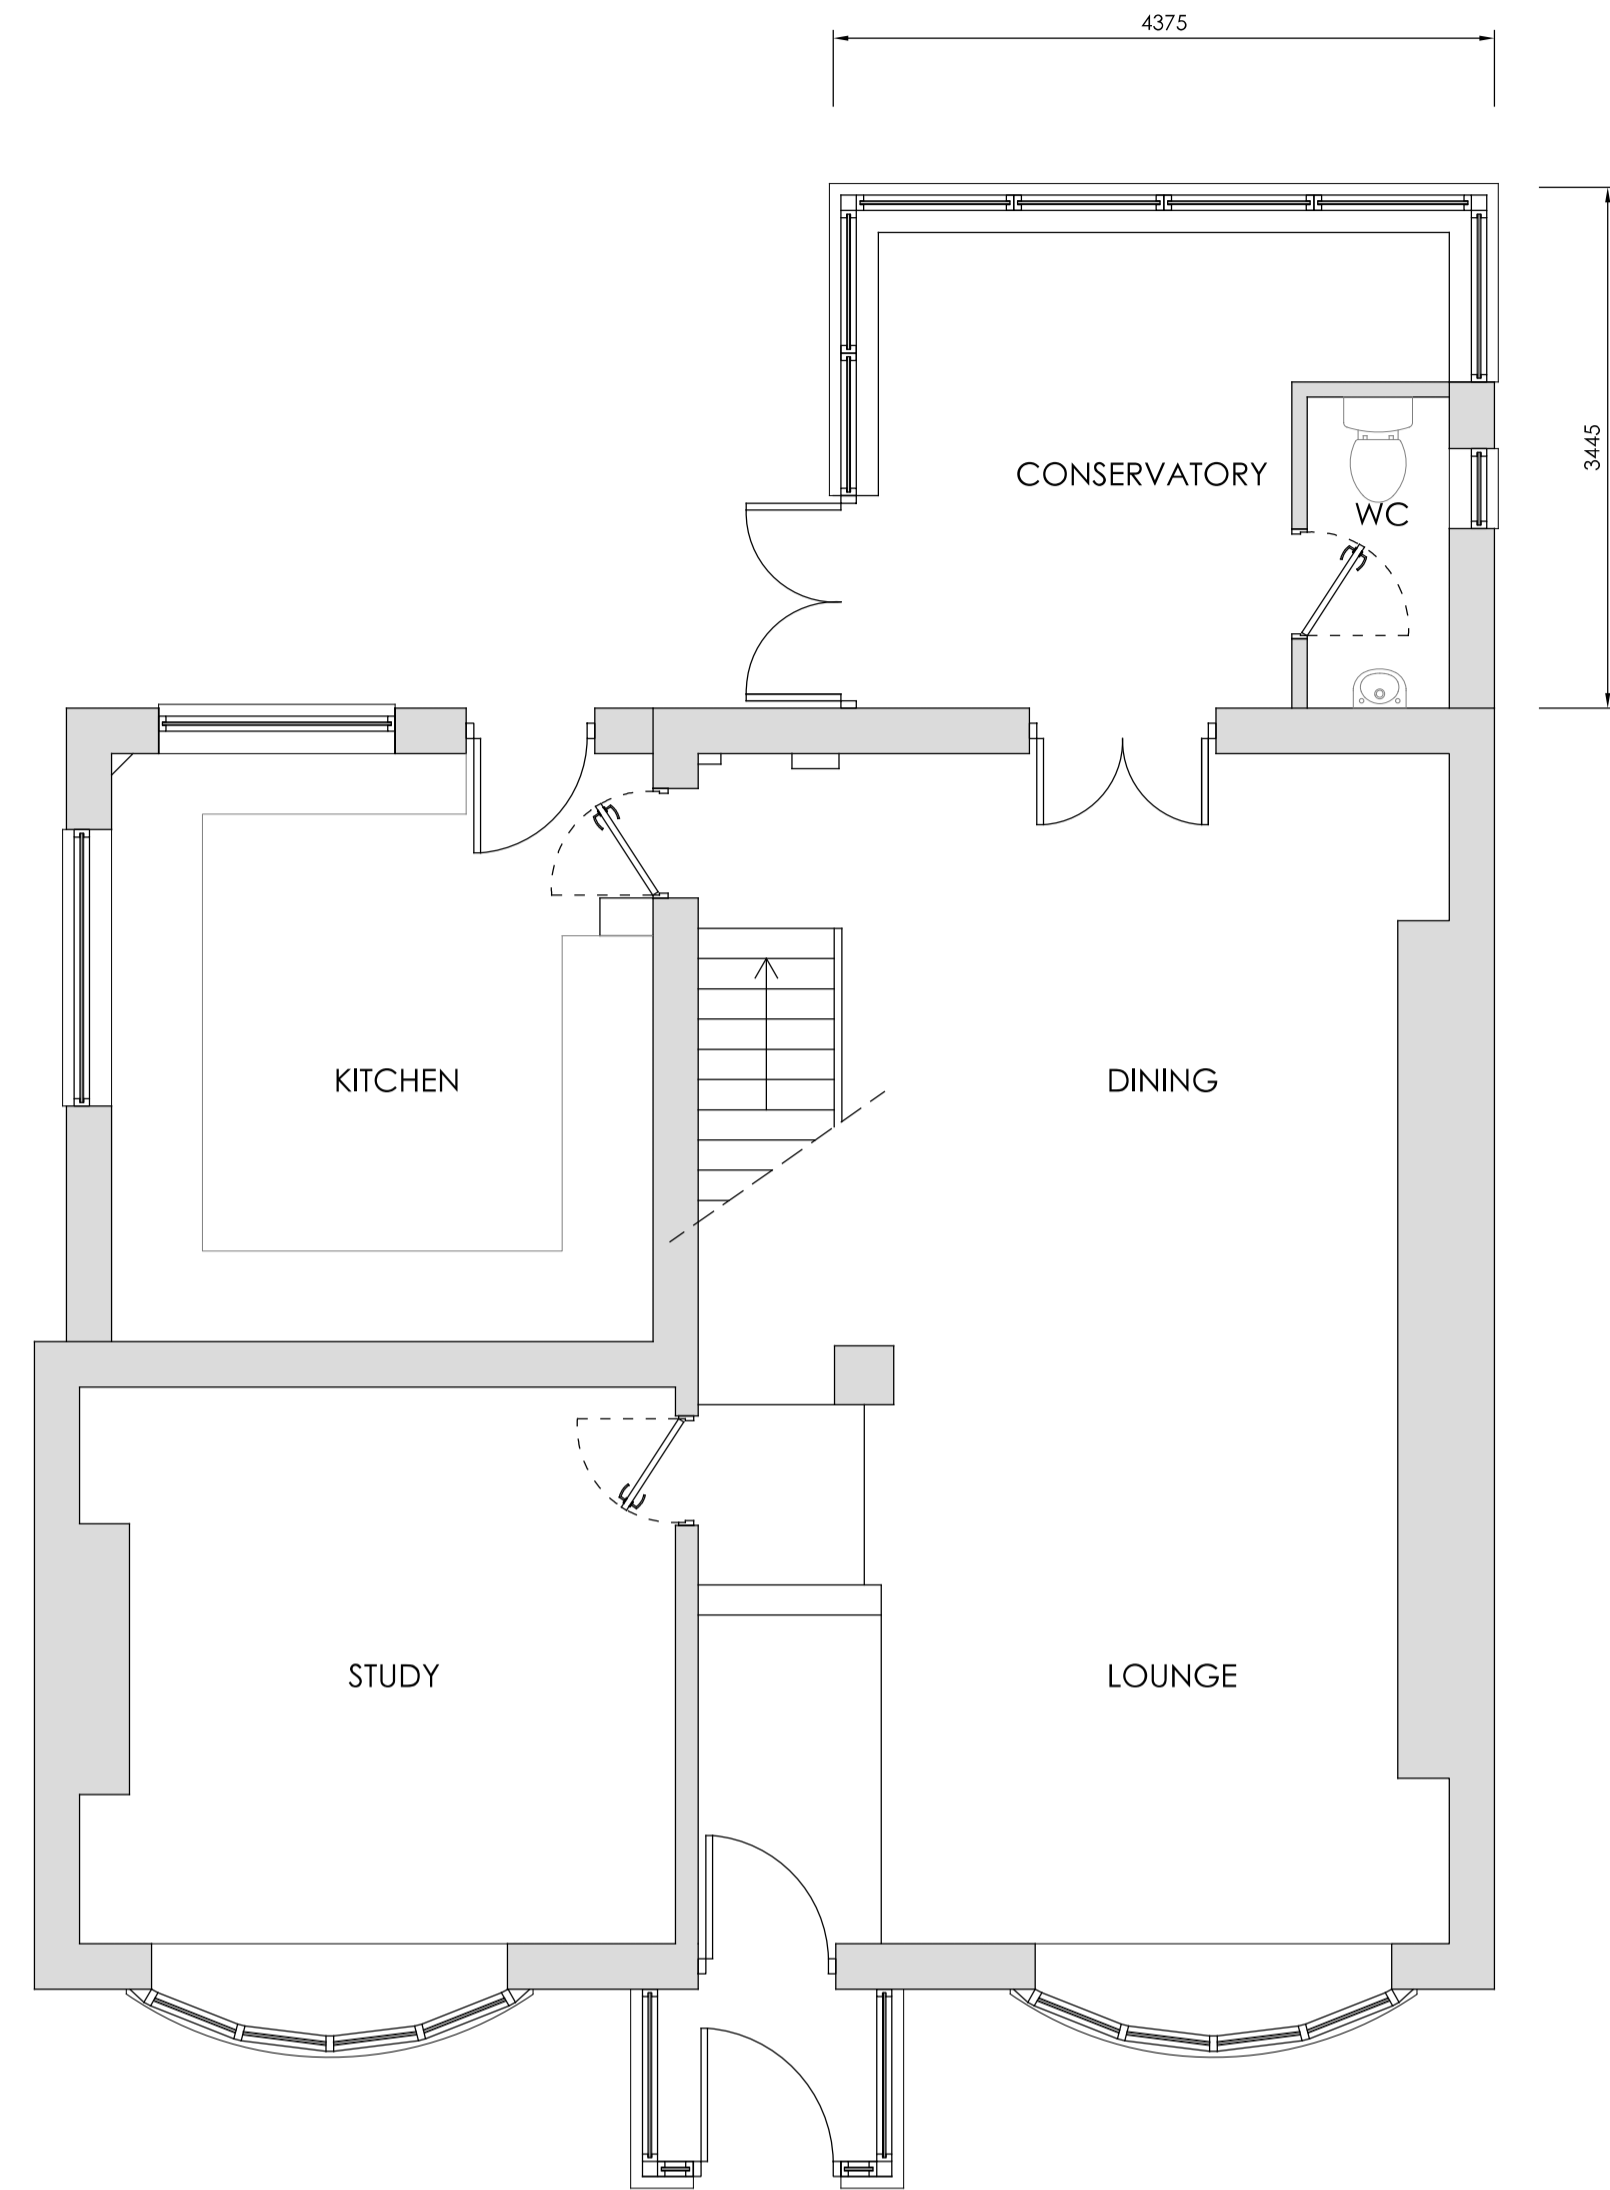 4375
3445
CONSERVATORY
WC
KITCHEN
DINING
STUDY
LOUNGE